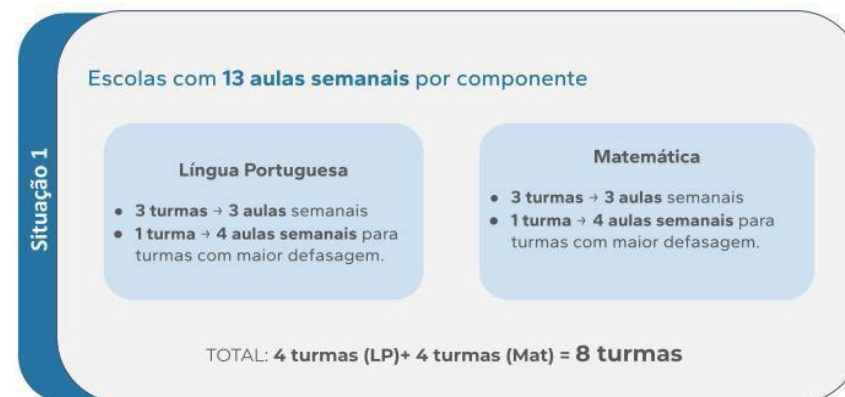 Situação 1
Escolas com 13 aulas semanais por componente
Língua Portuguesa
● 3 turmas → 3 aulas semanais
● 1 turma → 4 aulas semanais para
turmas com maior defasagem.
Matemática
● 3 turmas → 3 aulas semanais
● 1 turma → 4 aulas semanais para
turmas com maior defasagem.
TOTAL: 4 turmas (LP)+ 4 turmas (Mat) = 8 turmas